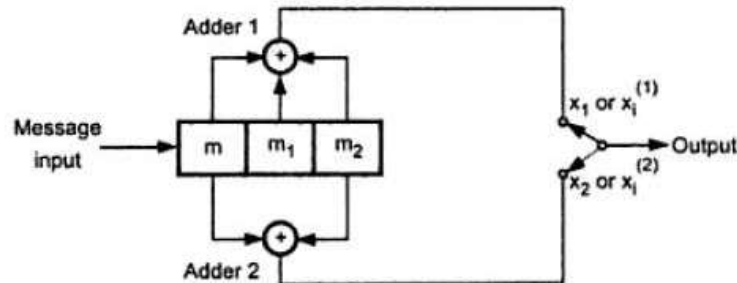 Adder 1
+
x₁ or xᵢ⁽¹⁾
Message
input
m m₁ m₂
Output
x₂ or xᵢ⁽²⁾
+
Adder 2